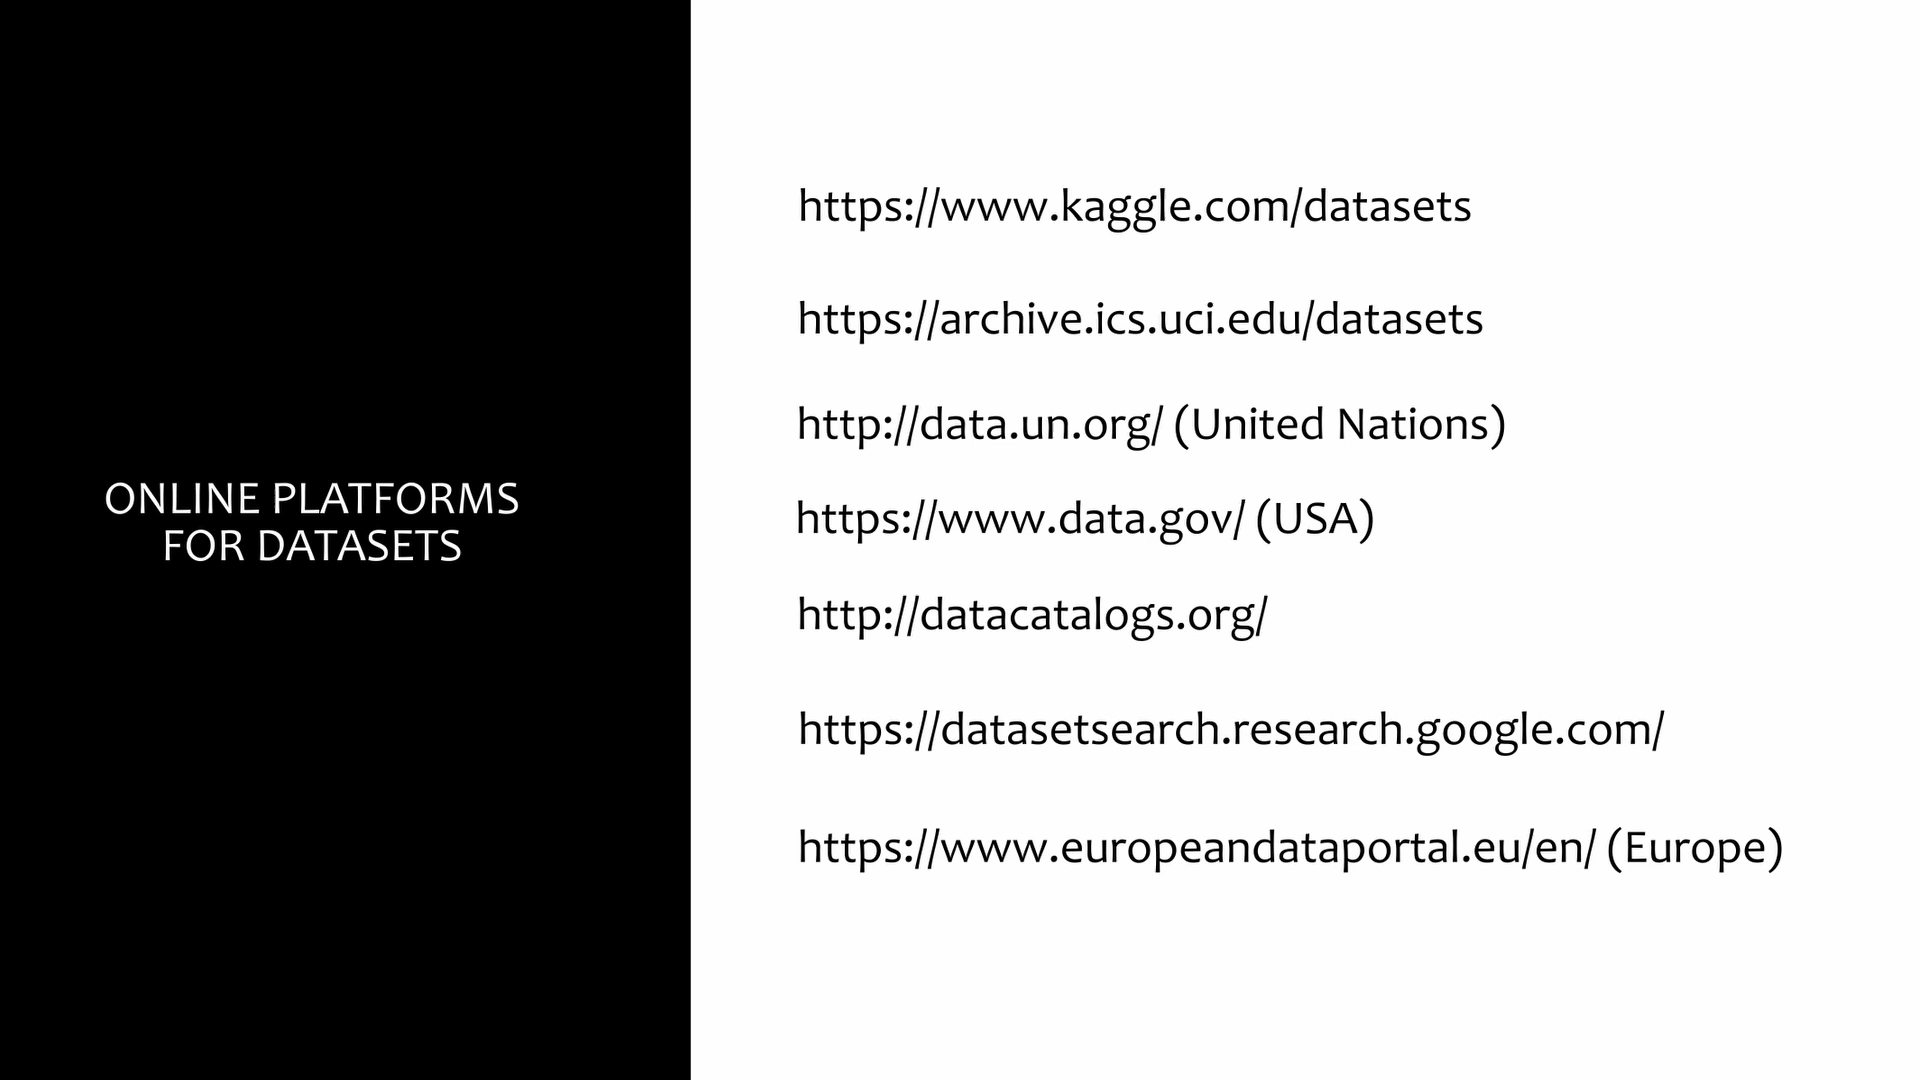 ONLINE PLATFORMS
FOR DATASETS
https://www.kaggle.com/datasets
https://archive.ics.uci.edu/datasets
http://data.un.org/ (United Nations)
https://www.data.gov/ (USA)
http://datacatalogs.org/
https://datasetsearch.research.google.com/
https://www.europeandataportal.eu/en/ (Europe)